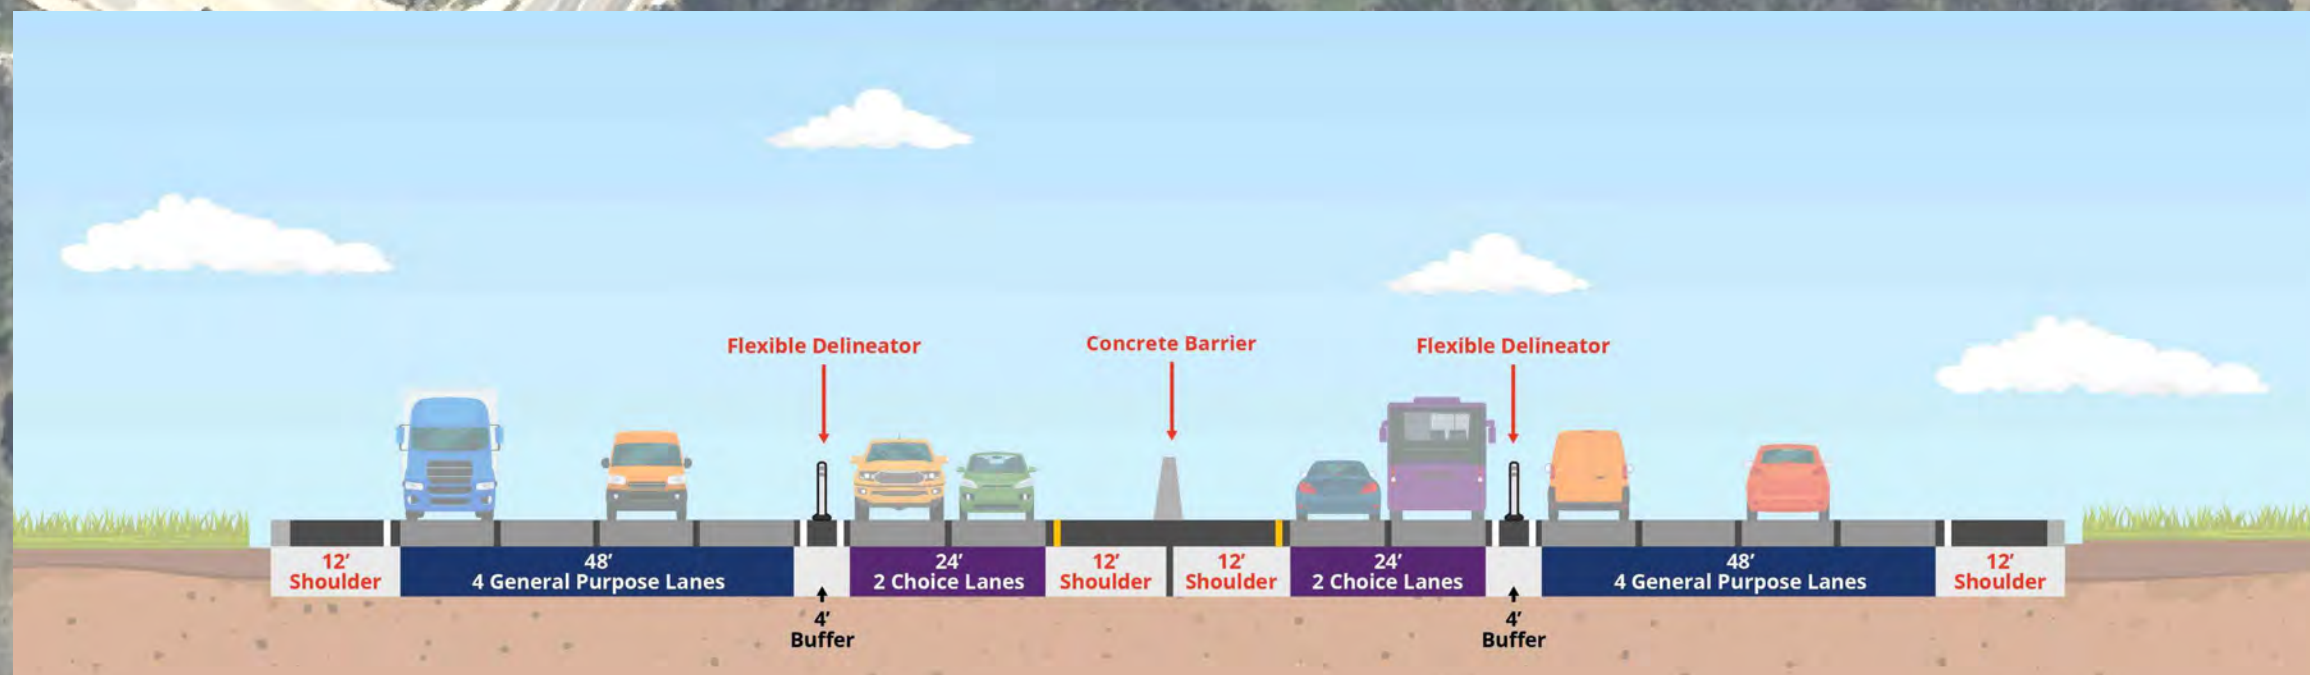 Flexible Delineator
Concrete Barrier
Flexible Delineator
12’
Shoulder
48’
4 General Purpose Lanes
4’
Buffer
24’
2 Choice Lanes
12’
Shoulder
12’
Shoulder
24’
2 Choice Lanes
4’
Buffer
48’
4 General Purpose Lanes
12’
Shoulder